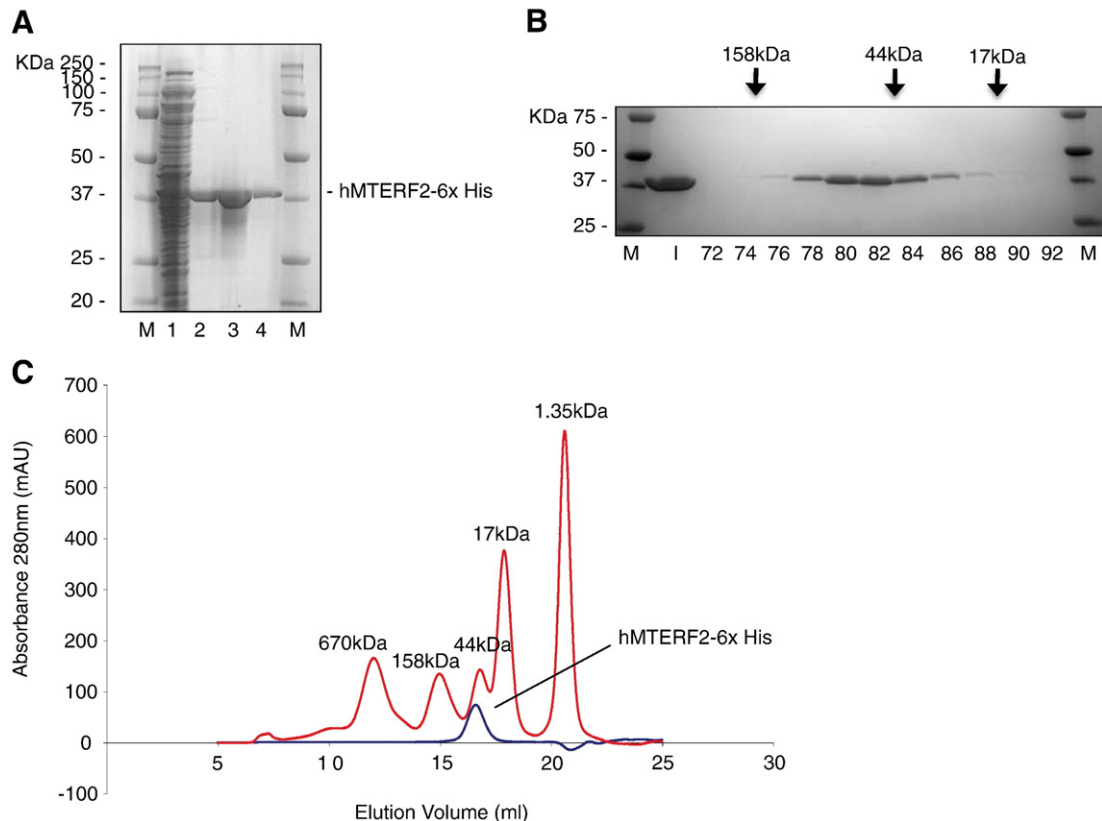 A
KDa 250 -
150 -
100 -
75 -
50 -
37 -
25 -
20 -
- hMTERF2-6x His
M 1 2 3 4 M
B
158kDa 44kDa 17kDa
KDa 75 -
50 -
37 -
25 -
M I 72 74 76 78 80 82 84 86 88 90 92 M
C
700
600
500
400
300
200
100
0
-100
Absorbance 280nm (mAU)
670kDa
158kDa
44kDa
17kDa
1.35kDa
hMTERF2-6x His
5 10 15 20 25 30
Elution Volume (ml)